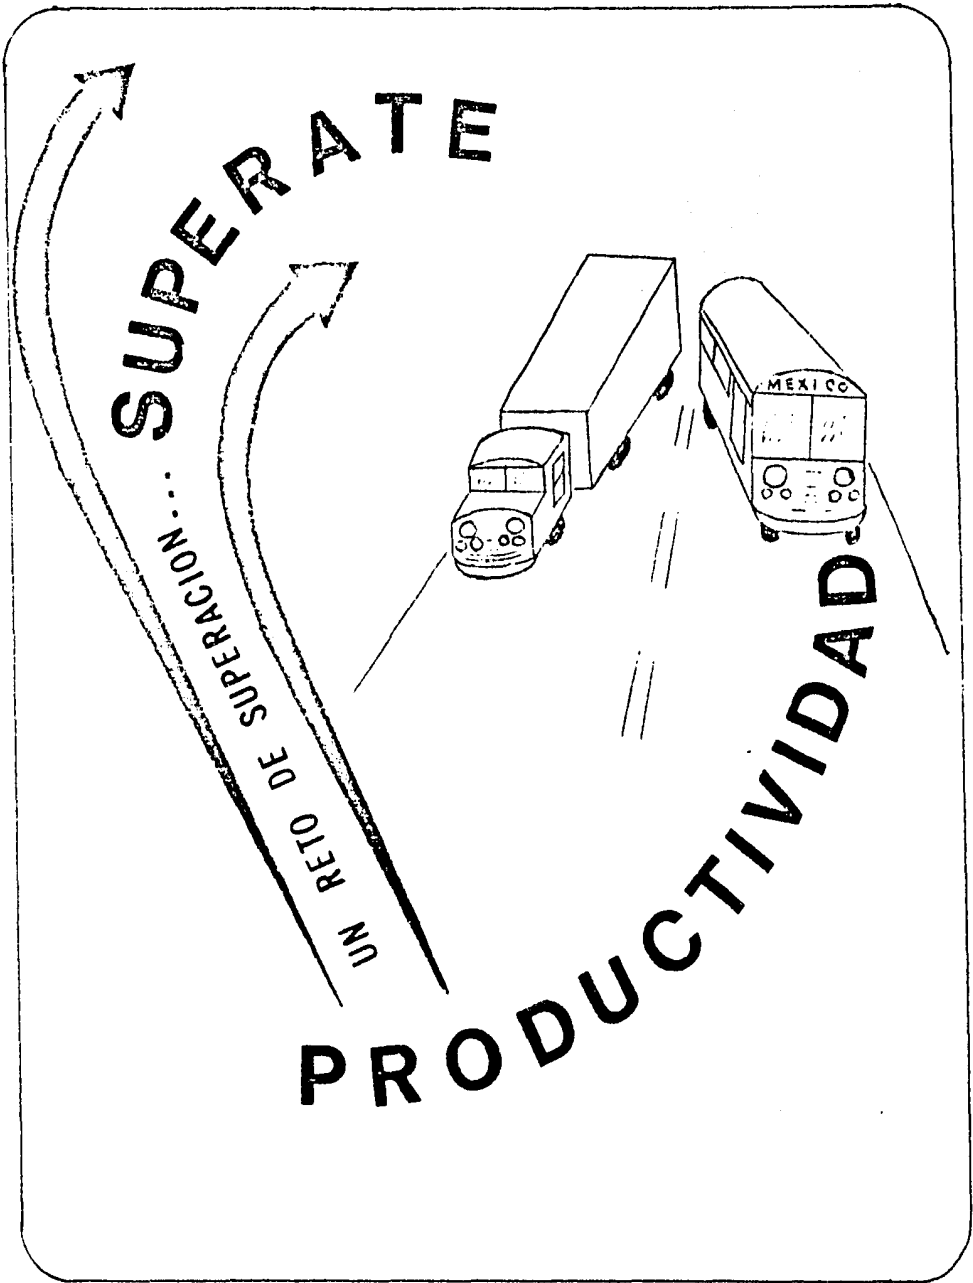 SUPERATE
MEXICO
UN RETO DE SUPERACION....
PRODUCTIVIDAD